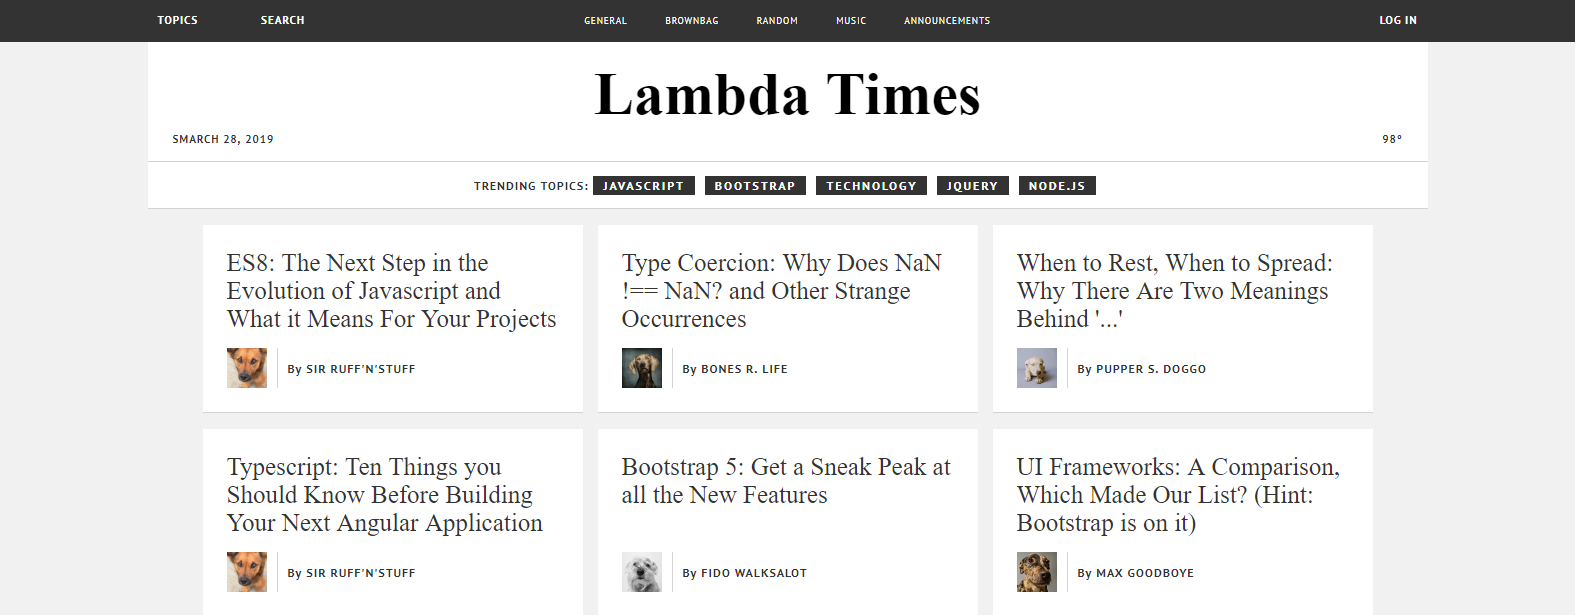 TOPICS SEARCH GENERAL BROWNBAG RANDOM MUSIC ANNOUNCEMENTS LOG IN
Lambda Times
SMARCH 28, 2019 98°
TRENDING TOPICS: JAVASCRIPT BOOTSTRAP TECHNOLOGY JQUERY NODE.JS
ES8: The Next Step in the
Evolution of Javascript and
What it Means For Your Projects
By SIR RUFF'N'STUFF
Type Coercion: Why Does NaN
!== NaN? and Other Strange
Occurrences
By BONES R. LIFE
When to Rest, When to Spread:
Why There Are Two Meanings
Behind '...'
By PUPPER S. DOGGO
Typescript: Ten Things you
Should Know Before Building
Your Next Angular Application
By SIR RUFF'N'STUFF
Bootstrap 5: Get a Sneak Peak at
all the New Features
By FIDO WALKSALOT
UI Frameworks: A Comparison,
Which Made Our List? (Hint:
Bootstrap is on it)
By MAX GOODBOYE